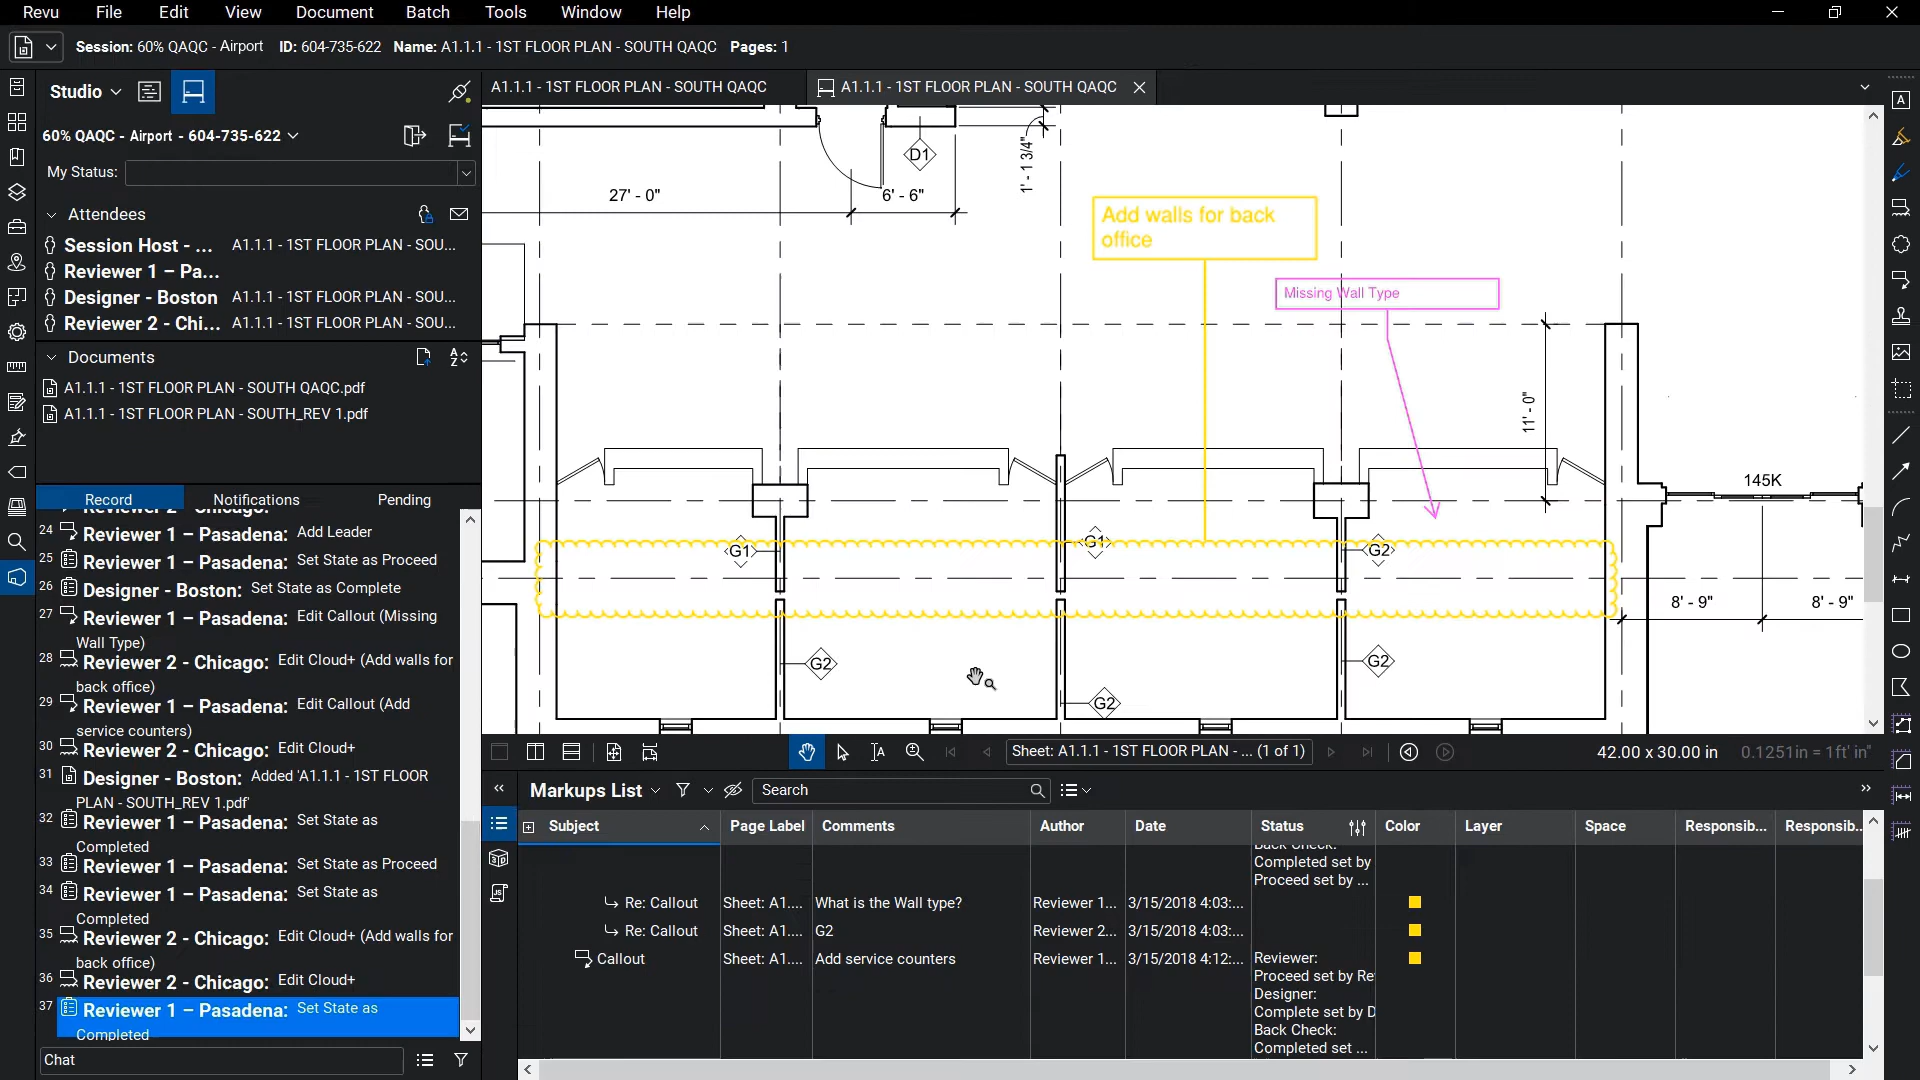 Revu File Edit View Document Batch Tools Window Help
Session: 60% QAQC - Airport ID: 604-735-622 Name: A1.1.1 - 1ST FLOOR PLAN - SOUTH QAQC Pages: 1
Studio
60% QAQC - Airport - 604-735-622
My Status:
Attendees
Session Host - ... A1.1.1 - 1ST FLOOR PLAN - SOU...
Reviewer 1 – Pa...
Designer - Boston A1.1.1 - 1ST FLOOR PLAN - SOU...
Reviewer 2 - Chi... A1.1.1 - 1ST FLOOR PLAN - SOU...
Documents
A1.1.1 - 1ST FLOOR PLAN - SOUTH QAQC.pdf
A1.1.1 - 1ST FLOOR PLAN - SOUTH_REV 1.pdf
Record Notifications Pending
Reviewer 2 - Chicago:
24 Reviewer 1 – Pasadena: Add Leader
25 Reviewer 1 – Pasadena: Set State as Proceed
26 Designer - Boston: Set State as Complete
27 Reviewer 1 – Pasadena: Edit Callout (Missing
Wall Type)
28 Reviewer 2 - Chicago: Edit Cloud+ (Add walls for
back office)
29 Reviewer 1 – Pasadena: Edit Callout (Add
service counters)
30 Reviewer 2 - Chicago: Edit Cloud+
31 Designer - Boston: Added 'A1.1.1 - 1ST FLOOR
PLAN - SOUTH_REV 1.pdf'
32 Reviewer 1 – Pasadena: Set State as
Completed
33 Reviewer 1 – Pasadena: Set State as Proceed
34 Reviewer 1 – Pasadena: Set State as
Completed
35 Reviewer 2 - Chicago: Edit Cloud+ (Add walls for
back office)
36 Reviewer 2 - Chicago: Edit Cloud+
37 Reviewer 1 – Pasadena: Set State as
Completed
Chat
A1.1.1 - 1ST FLOOR PLAN - SOUTH QAQC A1.1.1 - 1ST FLOOR PLAN - SOUTH QAQC
D1
1' - 1 3/4"
27' - 0" 6' - 6"
Add walls for back
office
Missing Wall Type
11' - 0"
145K
G1 G1 G2
8' - 9" 8' - 9"
G2 G2
G2
Sheet: A1.1.1 - 1ST FLOOR PLAN - ... (1 of 1) 42.00 x 30.00 in 0.1251in = 1ft' in"
Markups List Search
Subject Page Label Comments Author Date Status Color Layer Space Responsib... Responsib..
Back Check:
Completed set by
Proceed set by ...
Re: Callout Sheet: A1.... What is the Wall type? Reviewer 1... 3/15/2018 4:03:...
Re: Callout Sheet: A1.... G2 Reviewer 2... 3/15/2018 4:03:...
Callout Sheet: A1.... Add service counters Reviewer 1... 3/15/2018 4:12:... Reviewer:
Proceed set by Re
Designer:
Complete set by D
Back Check:
Completed set ...